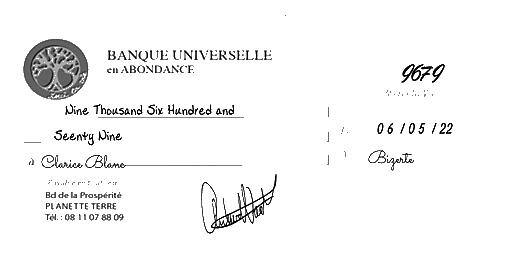 BANQUE UNIVERSELLE
en ABONDANCE
9679
Nine Thousand Six Hundred and
Seenty Nine
06/05/22
à Clarice Blanc
Bizerte
Bd de la Prospérité
PLANETTE TERRE
Tél. : 08 11 07 88 09